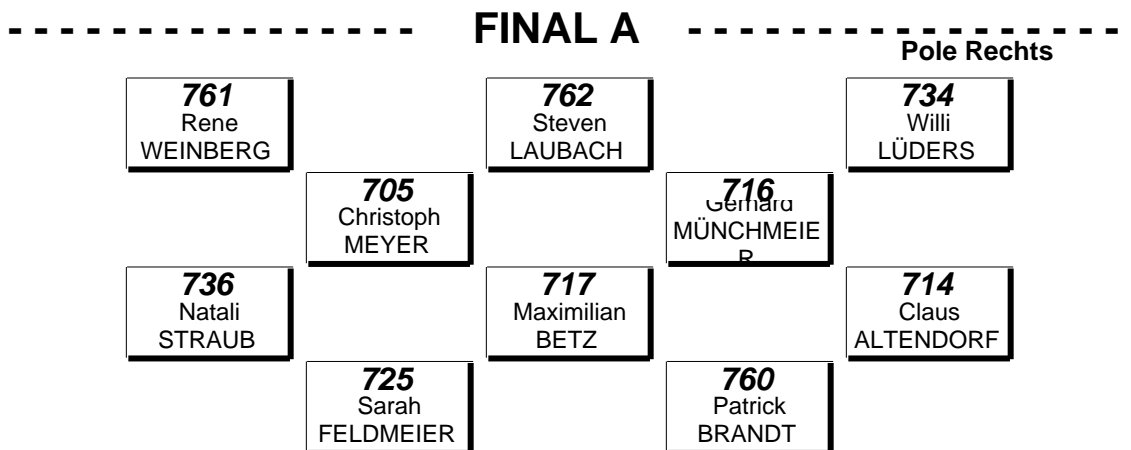 FINAL A
Pole Rechts
761
Rene
WEINBERG
762
Steven
LAUBACH
734
Willi
LÜDERS
705
Christoph
MEYER
716
Gerhard
MÜNCHMEIE
R
736
Natali
STRAUB
717
Maximilian
BETZ
714
Claus
ALTENDORF
725
Sarah
FELDMEIER
760
Patrick
BRANDT